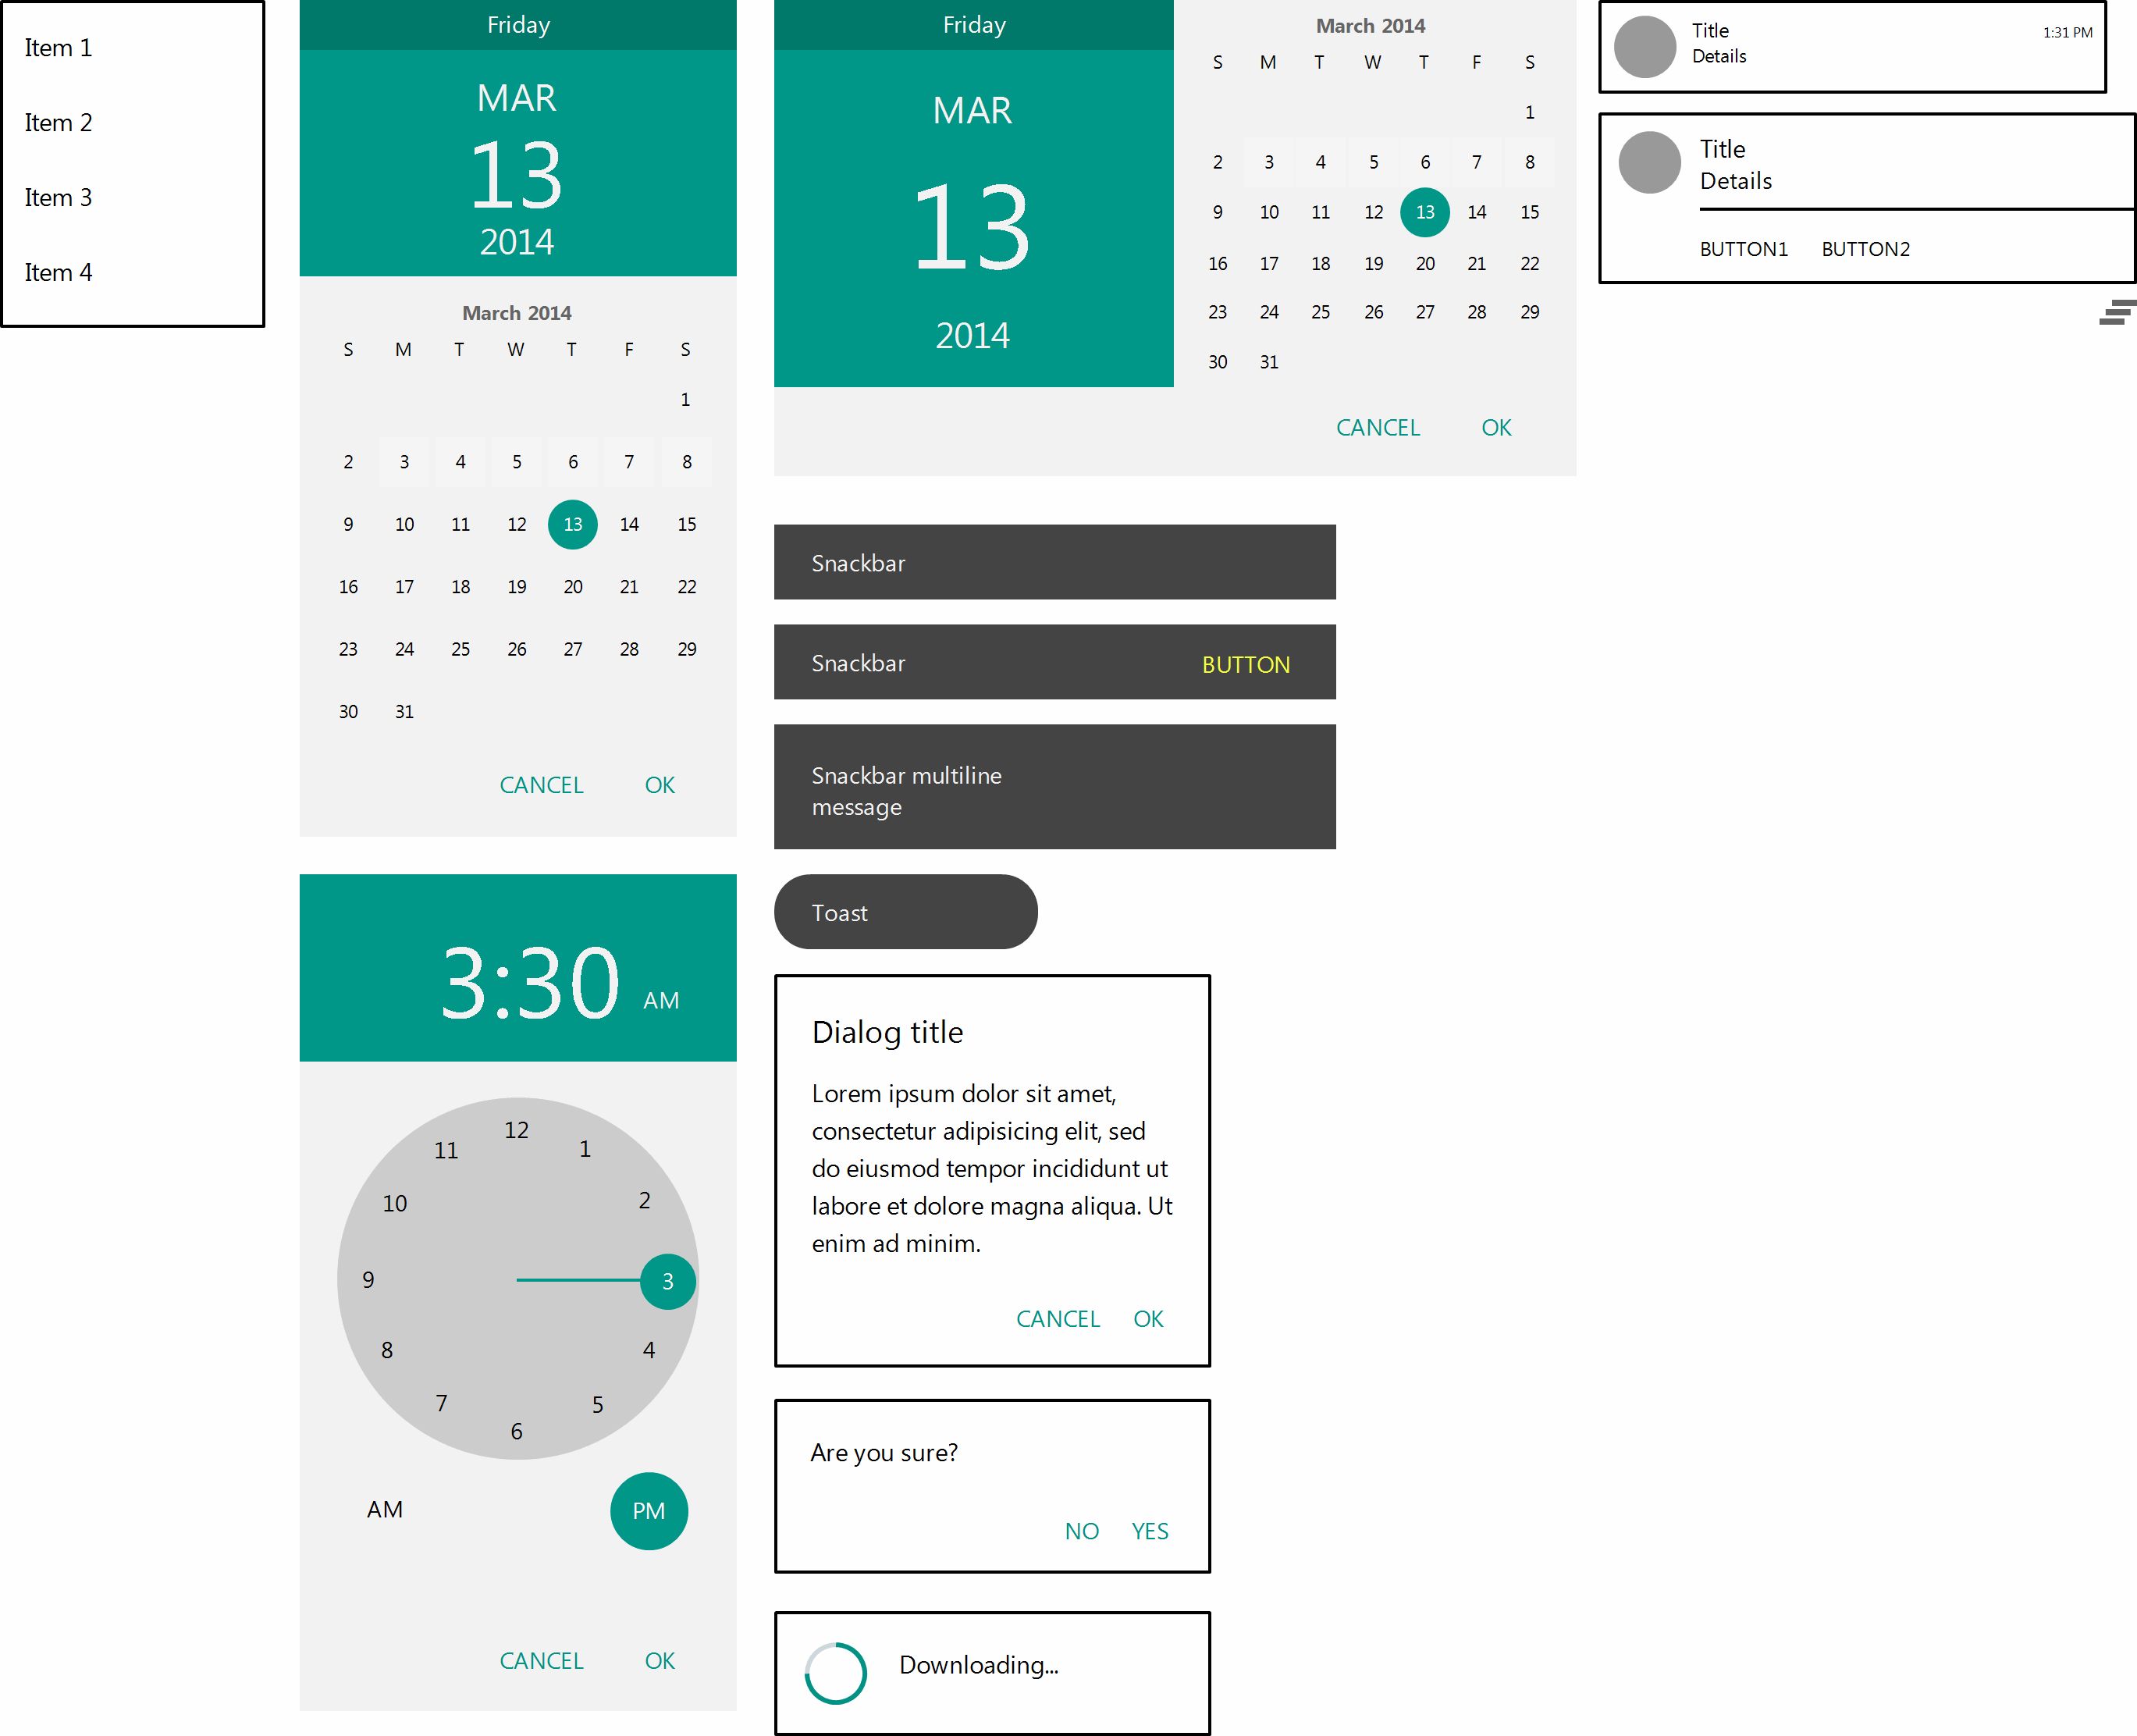 Item 1
Item 2
Item 3
Item 4
Friday
MAR
13
2014
March 2014
S M T W T F S
1
2 3 4 5 6 7 8
9 10 11 12 13 14 15
16 17 18 19 20 21 22
23 24 25 26 27 28 29
30 31
CANCEL OK
3:30 AM
12
11 1
10 2
9 3
8 4
7 5
6
AM PM
CANCEL OK
Friday
MAR
13
2014
March 2014
S M T W T F S
1
2 3 4 5 6 7 8
9 10 11 12 13 14 15
16 17 18 19 20 21 22
23 24 25 26 27 28 29
30 31
CANCEL OK
Snackbar
Snackbar BUTTON
Snackbar multiline
message
Toast
Dialog title
Lorem ipsum dolor sit amet,
consectetur adipisicing elit, sed
do eiusmod tempor incididunt ut
labore et dolore magna aliqua. Ut
enim ad minim.
CANCEL OK
Are you sure?
NO YES
Downloading...
Title 1:31 PM
Details
Title
Details
BUTTON1 BUTTON2